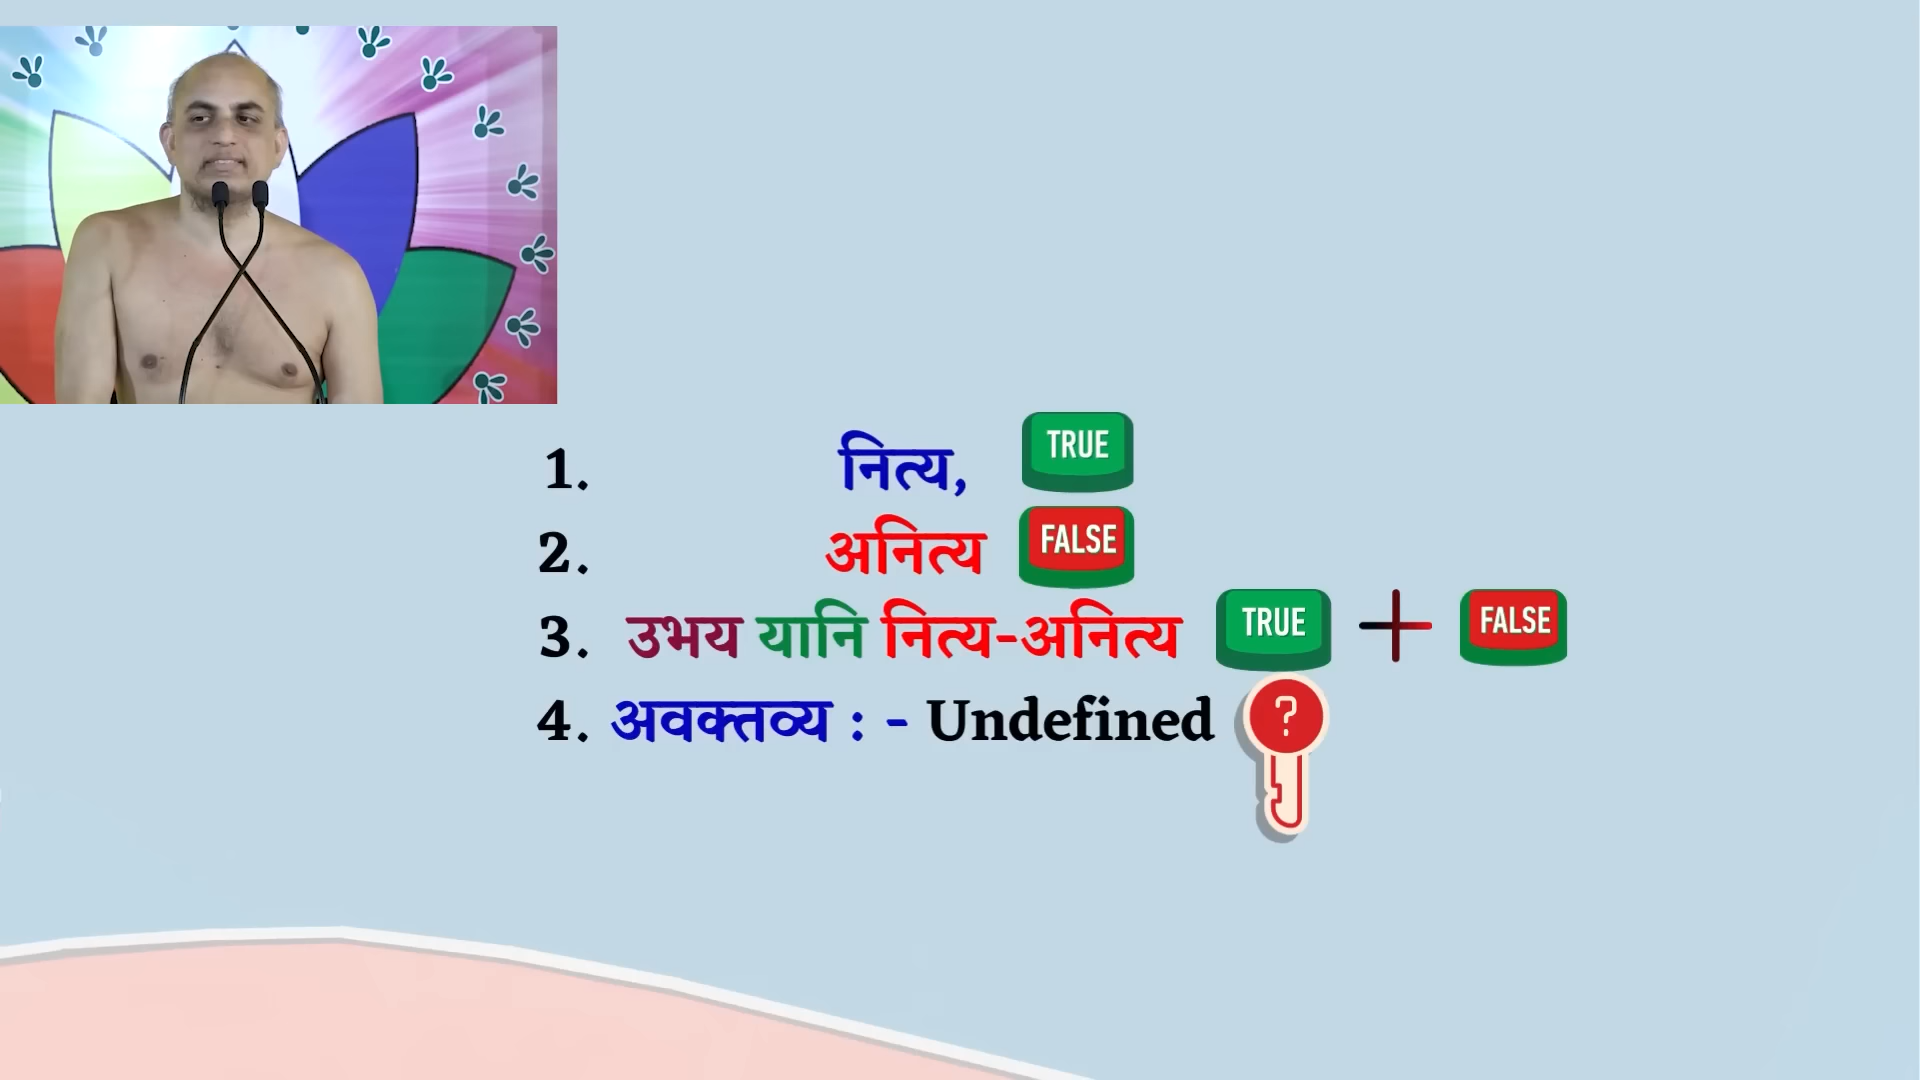 1. नित्य, TRUE
2. अनित्य FALSE
3. उभय यानि नित्य-अनित्य TRUE + FALSE
4. अवक्तव्य : - Undefined ?